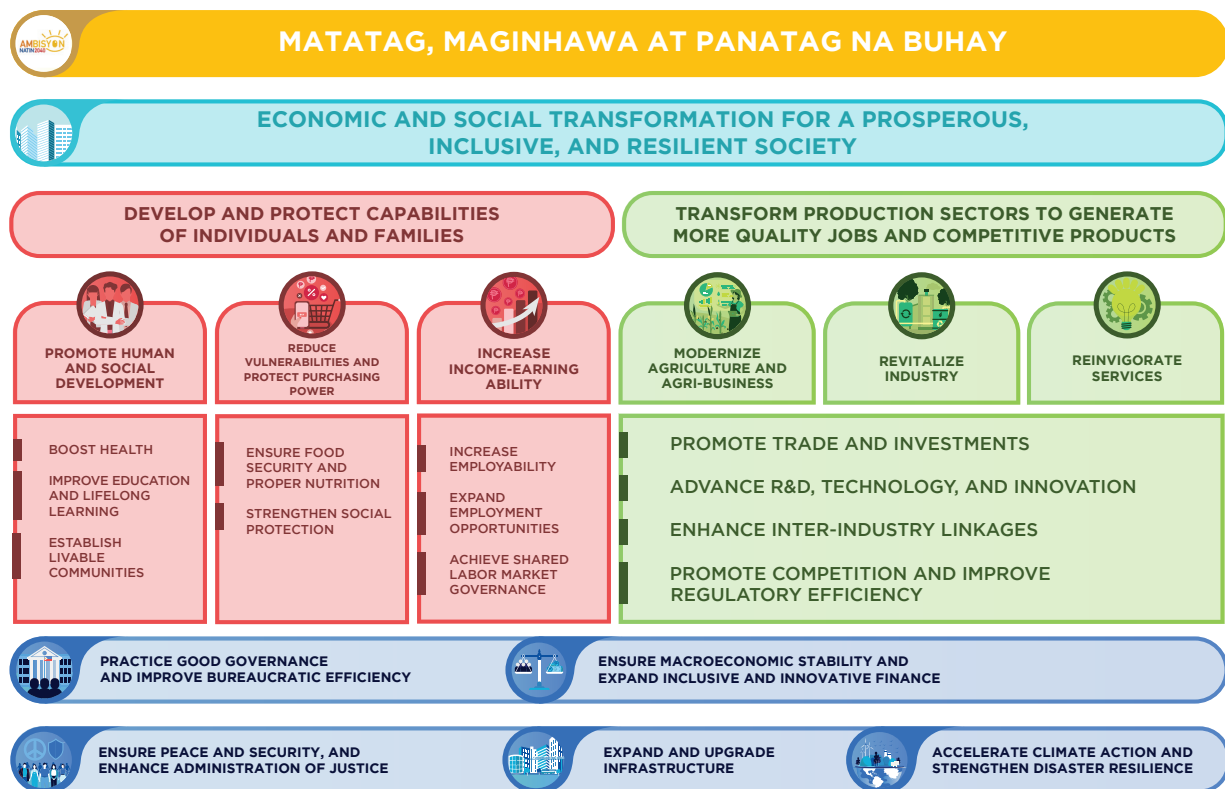 AMBISYON
NATIN 2040
MATATAG, MAGINHAWA AT PANATAG NA BUHAY
ECONOMIC AND SOCIAL TRANSFORMATION FOR A PROSPEROUS,
INCLUSIVE, AND RESILIENT SOCIETY
DEVELOP AND PROTECT CAPABILITIES
OF INDIVIDUALS AND FAMILIES
TRANSFORM PRODUCTION SECTORS TO GENERATE
MORE QUALITY JOBS AND COMPETITIVE PRODUCTS
PROMOTE HUMAN
AND SOCIAL
DEVELOPMENT
REDUCE
VULNERABILITIES AND
PROTECT PURCHASING
POWER
INCREASE
INCOME-EARNING
ABILITY
MODERNIZE
AGRICULTURE AND
AGRI-BUSINESS
REVITALIZE
INDUSTRY
REINVIGORATE
SERVICES
BOOST HEALTH
IMPROVE EDUCATION
AND LIFELONG
LEARNING
ESTABLISH
LIVABLE
COMMUNITIES
ENSURE FOOD
SECURITY AND
PROPER NUTRITION
STRENGTHEN SOCIAL
PROTECTION
INCREASE
EMPLOYABILITY
EXPAND
EMPLOYMENT
OPPORTUNITIES
ACHIEVE SHARED
LABOR MARKET
GOVERNANCE
PROMOTE TRADE AND INVESTMENTS
ADVANCE R&D, TECHNOLOGY, AND INNOVATION
ENHANCE INTER-INDUSTRY LINKAGES
PROMOTE COMPETITION AND IMPROVE
REGULATORY EFFICIENCY
PRACTICE GOOD GOVERNANCE
AND IMPROVE BUREAUCRATIC EFFICIENCY
ENSURE MACROECONOMIC STABILITY AND
EXPAND INCLUSIVE AND INNOVATIVE FINANCE
ENSURE PEACE AND SECURITY, AND
ENHANCE ADMINISTRATION OF JUSTICE
EXPAND AND UPGRADE
INFRASTRUCTURE
ACCELERATE CLIMATE ACTION AND
STRENGTHEN DISASTER RESILIENCE